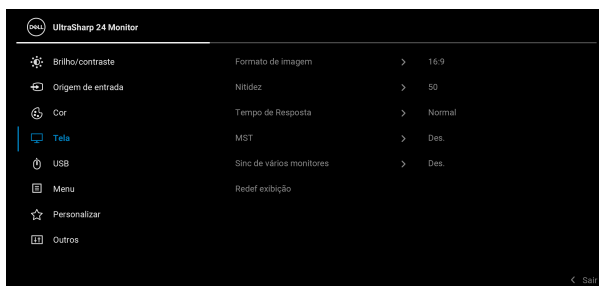 DELL UltraSharp 24 Monitor
Brilho/contraste Formato de imagem > 16:9
Origem de entrada Nitidez > 50
Cor Tempo de Resposta > Normal
Tela MST > Des.
USB Sinc de vários monitores > Des.
Menu Redef exibição
Personalizar
Outros
< Sair